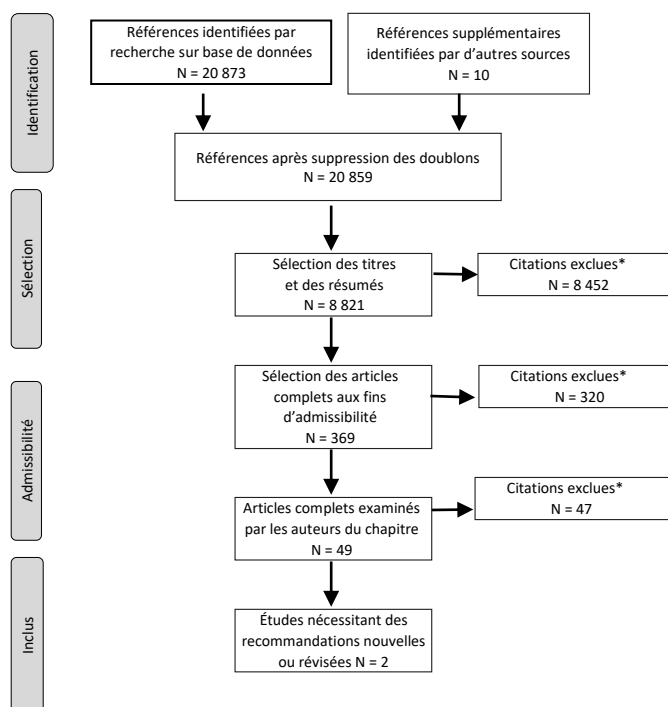 Identification
Références identifiées par
recherche sur base de données
N = 20 873
Références supplémentaires
identifiées par d'autres sources
N = 10
Références après suppression des doublons
N = 20 859
Sélection
Sélection des titres
et des résumés
N = 8 821
Citations exclues*
N = 8 452
Admissibilité
Sélection des articles
complets aux fins
d'admissibilité
N = 369
Citations exclues*
N = 320
Articles complets examinés
par les auteurs du chapitre
N = 49
Citations exclues*
N = 47
Inclus
Études nécessitant des
recommandations nouvelles
ou révisées N = 2